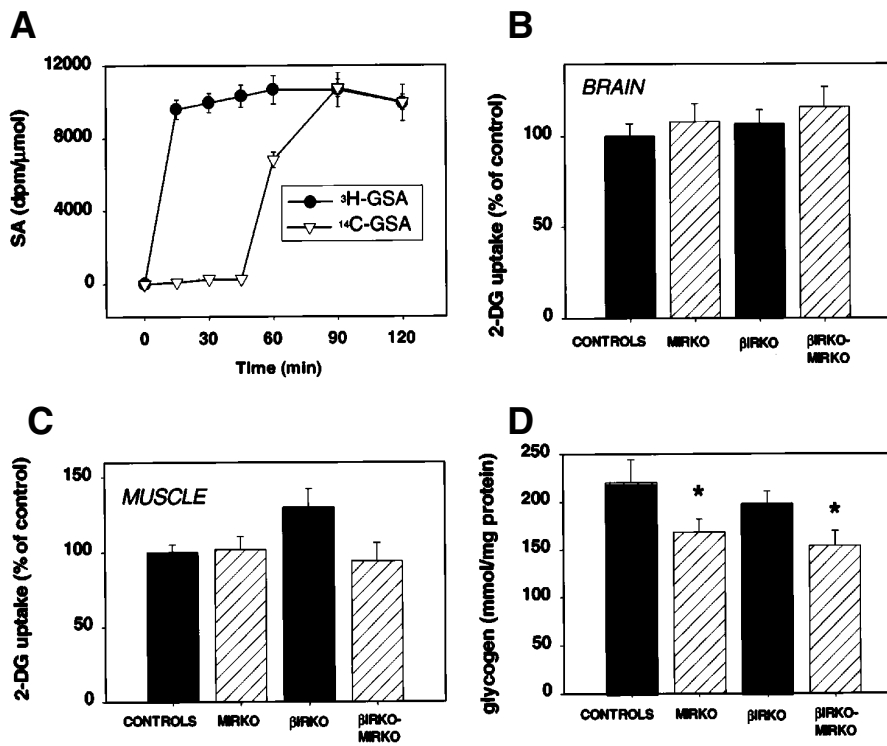 A
SA (dpm/µmol)
12000
8000
4000
0
³H-GSA
¹⁴C-GSA
0 30 60 90 120
Time (min)
B
2-DG uptake (% of control)
BRAIN
100
50
0
CONTROLS MIRKO βIRKO βIRKO-
MIRKO
C
2-DG uptake (% of control)
MUSCLE
150
100
50
0
CONTROLS MIRKO βIRKO βIRKO-
MIRKO
D
glycogen (mmol/mg protein)
250
200
150
100
50
0
* *
CONTROLS MIRKO βIRKO βIRKO-
MIRKO